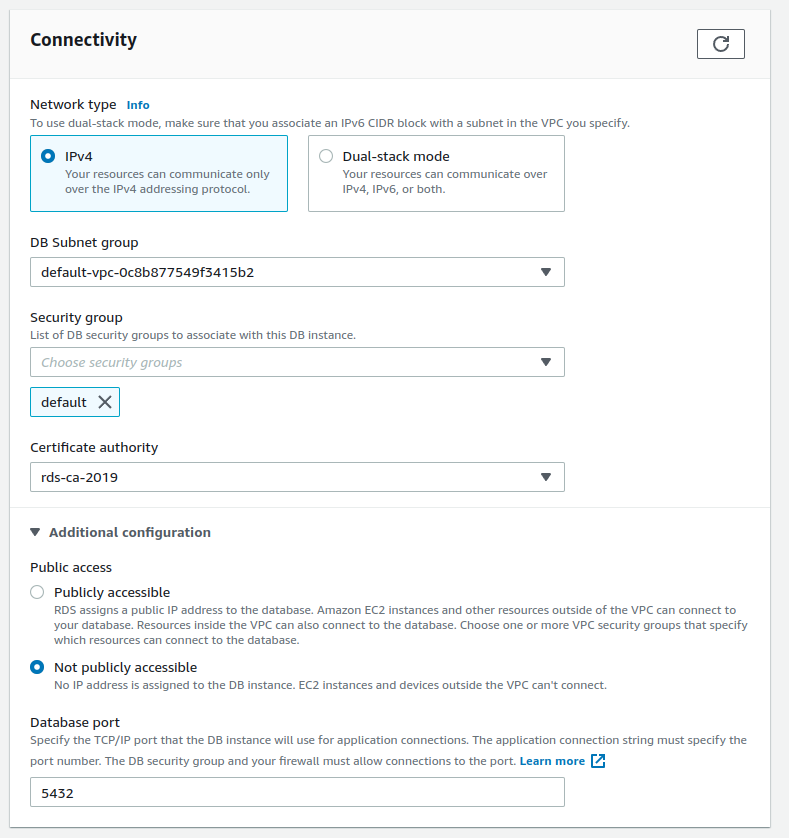 Connectivity
Network type Info
To use dual-stack mode, make sure that you associate an IPv6 CIDR block with a subnet in the VPC you specify.
IPv4
Your resources can communicate only
over the IPv4 addressing protocol.
Dual-stack mode
Your resources can communicate over
IPv4, IPv6, or both.
DB Subnet group
default-vpc-0c8b877549f3415b2
Security group
List of DB security groups to associate with this DB instance.
Choose security groups
default
Certificate authority
rds-ca-2019
Additional configuration
Public access
Publicly accessible
RDS assigns a public IP address to the database. Amazon EC2 instances and other resources outside of the VPC can connect to
your database. Resources inside the VPC can also connect to the database. Choose one or more VPC security groups that specify
which resources can connect to the database.
Not publicly accessible
No IP address is assigned to the DB instance. EC2 instances and devices outside the VPC can't connect.
Database port
Specify the TCP/IP port that the DB instance will use for application connections. The application connection string must specify the
port number. The DB security group and your firewall must allow connections to the port. Learn more
5432